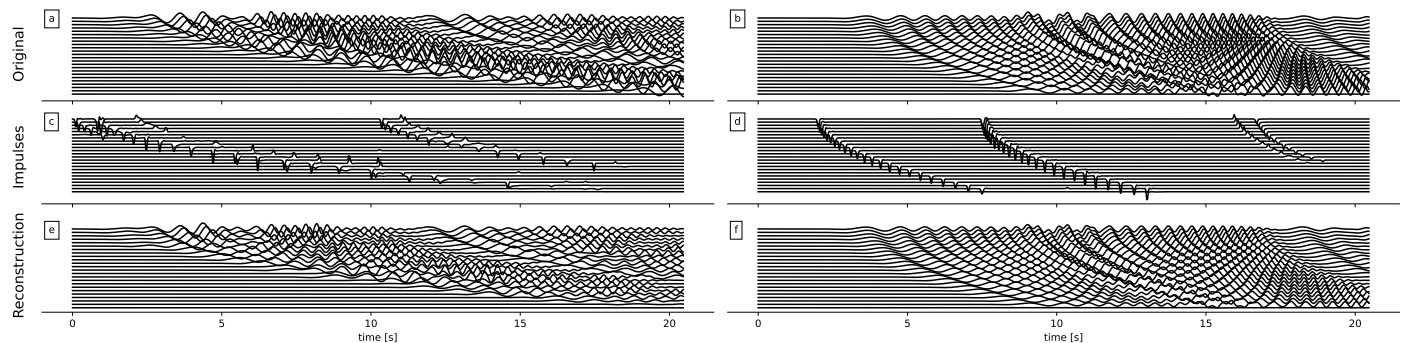 Original
a
b
Impulses
c
d
Reconstruction
e
f
0 5 10 15 20
0 5 10 15 20
time [s]
time [s]